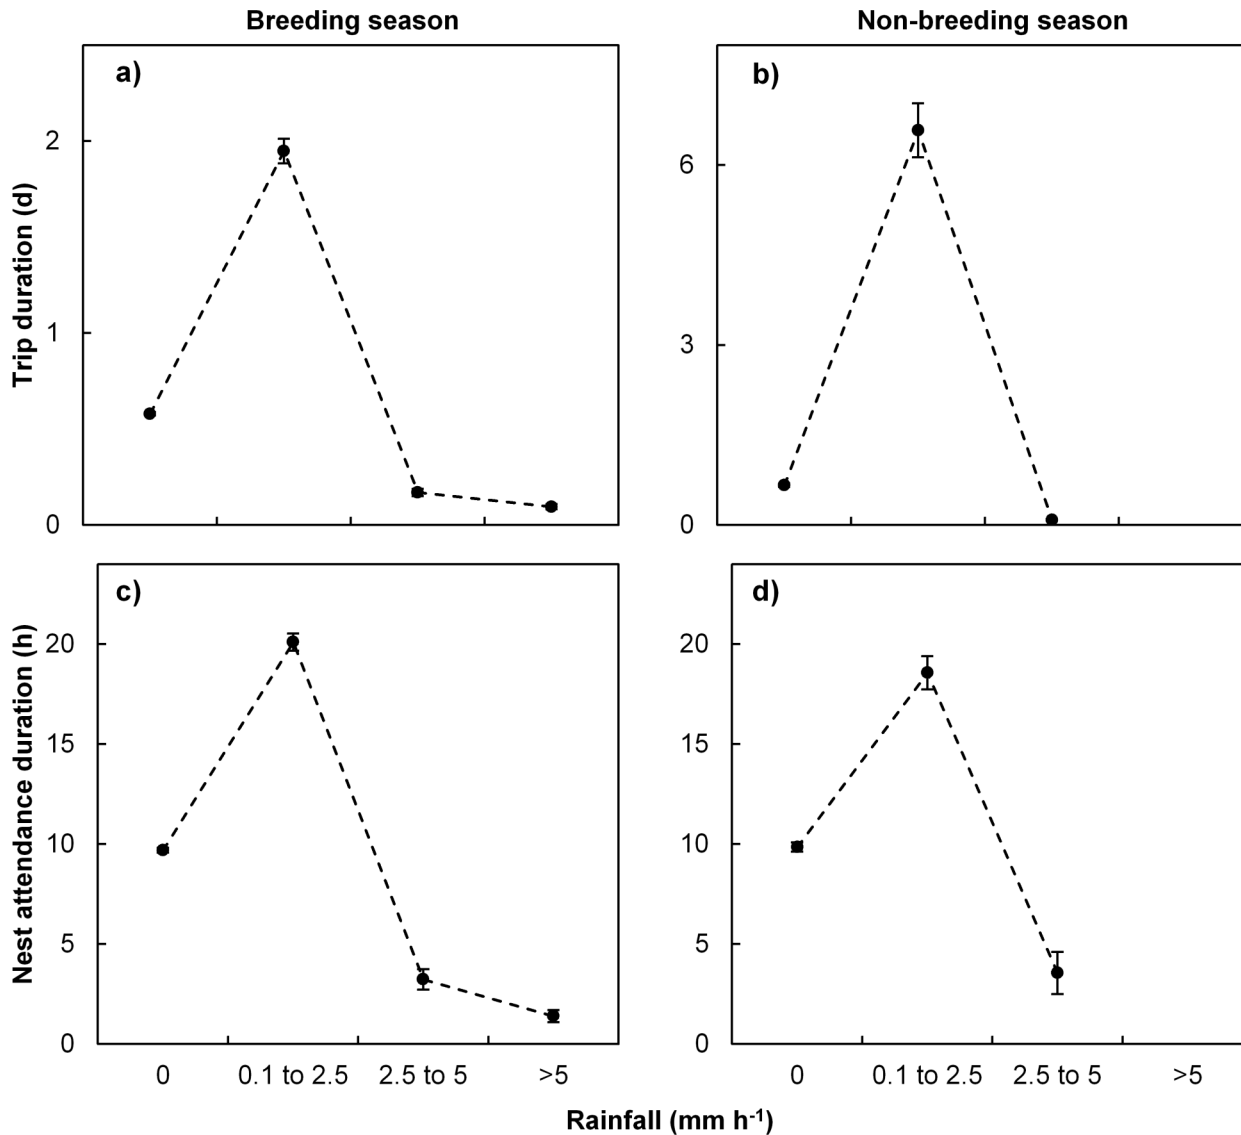 Breeding season Non-breeding season
a) b)
Trip duration (d)
2
1
0
6
3
0
c) d)
Nest attendance duration (h)
20
15
10
5
0
20
15
10
5
0
0 0.1 to 2.5 2.5 to 5 >5 0 0.1 to 2.5 2.5 to 5 >5
Rainfall (mm h⁻¹)